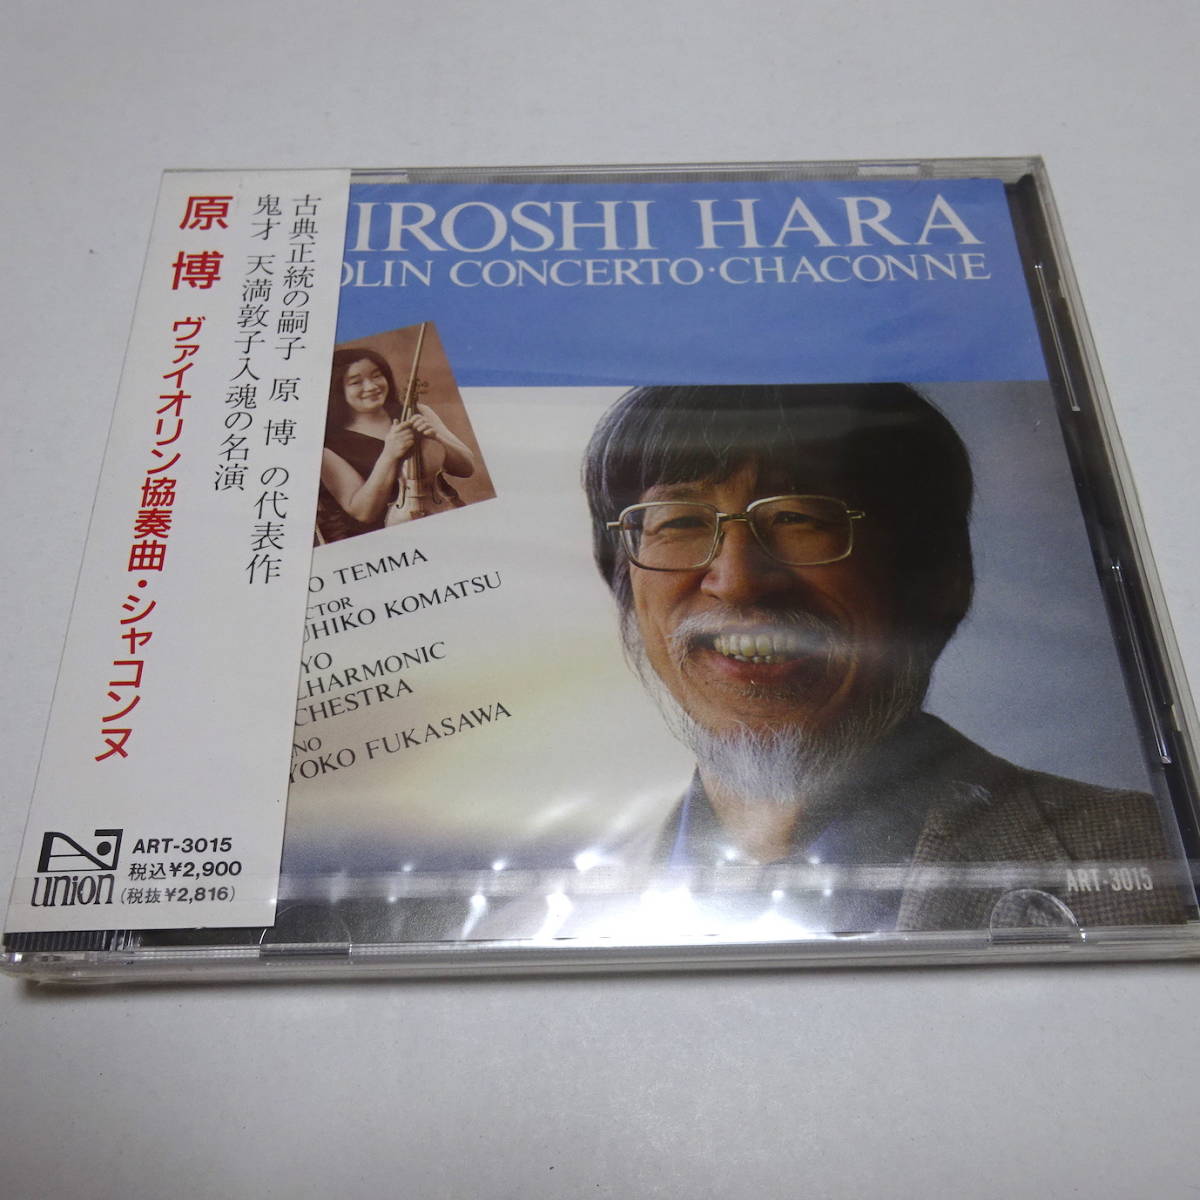 古典正統の嗣子 原 博 の代表作
鬼才 天満敦子入魂の名演
原 博 ヴァイオリン協奏曲・シャコンヌ
union
ART-3015
税込¥2,900
(税抜¥2,816)
IROSHI HARA
OLIN CONCERTO·CHACONNE
O TEMMA
CTOR
UHIKO KOMATSU
YO
LHARMONIC
CHESTRA
NO
YOKO FUKASAWA
ART-3015